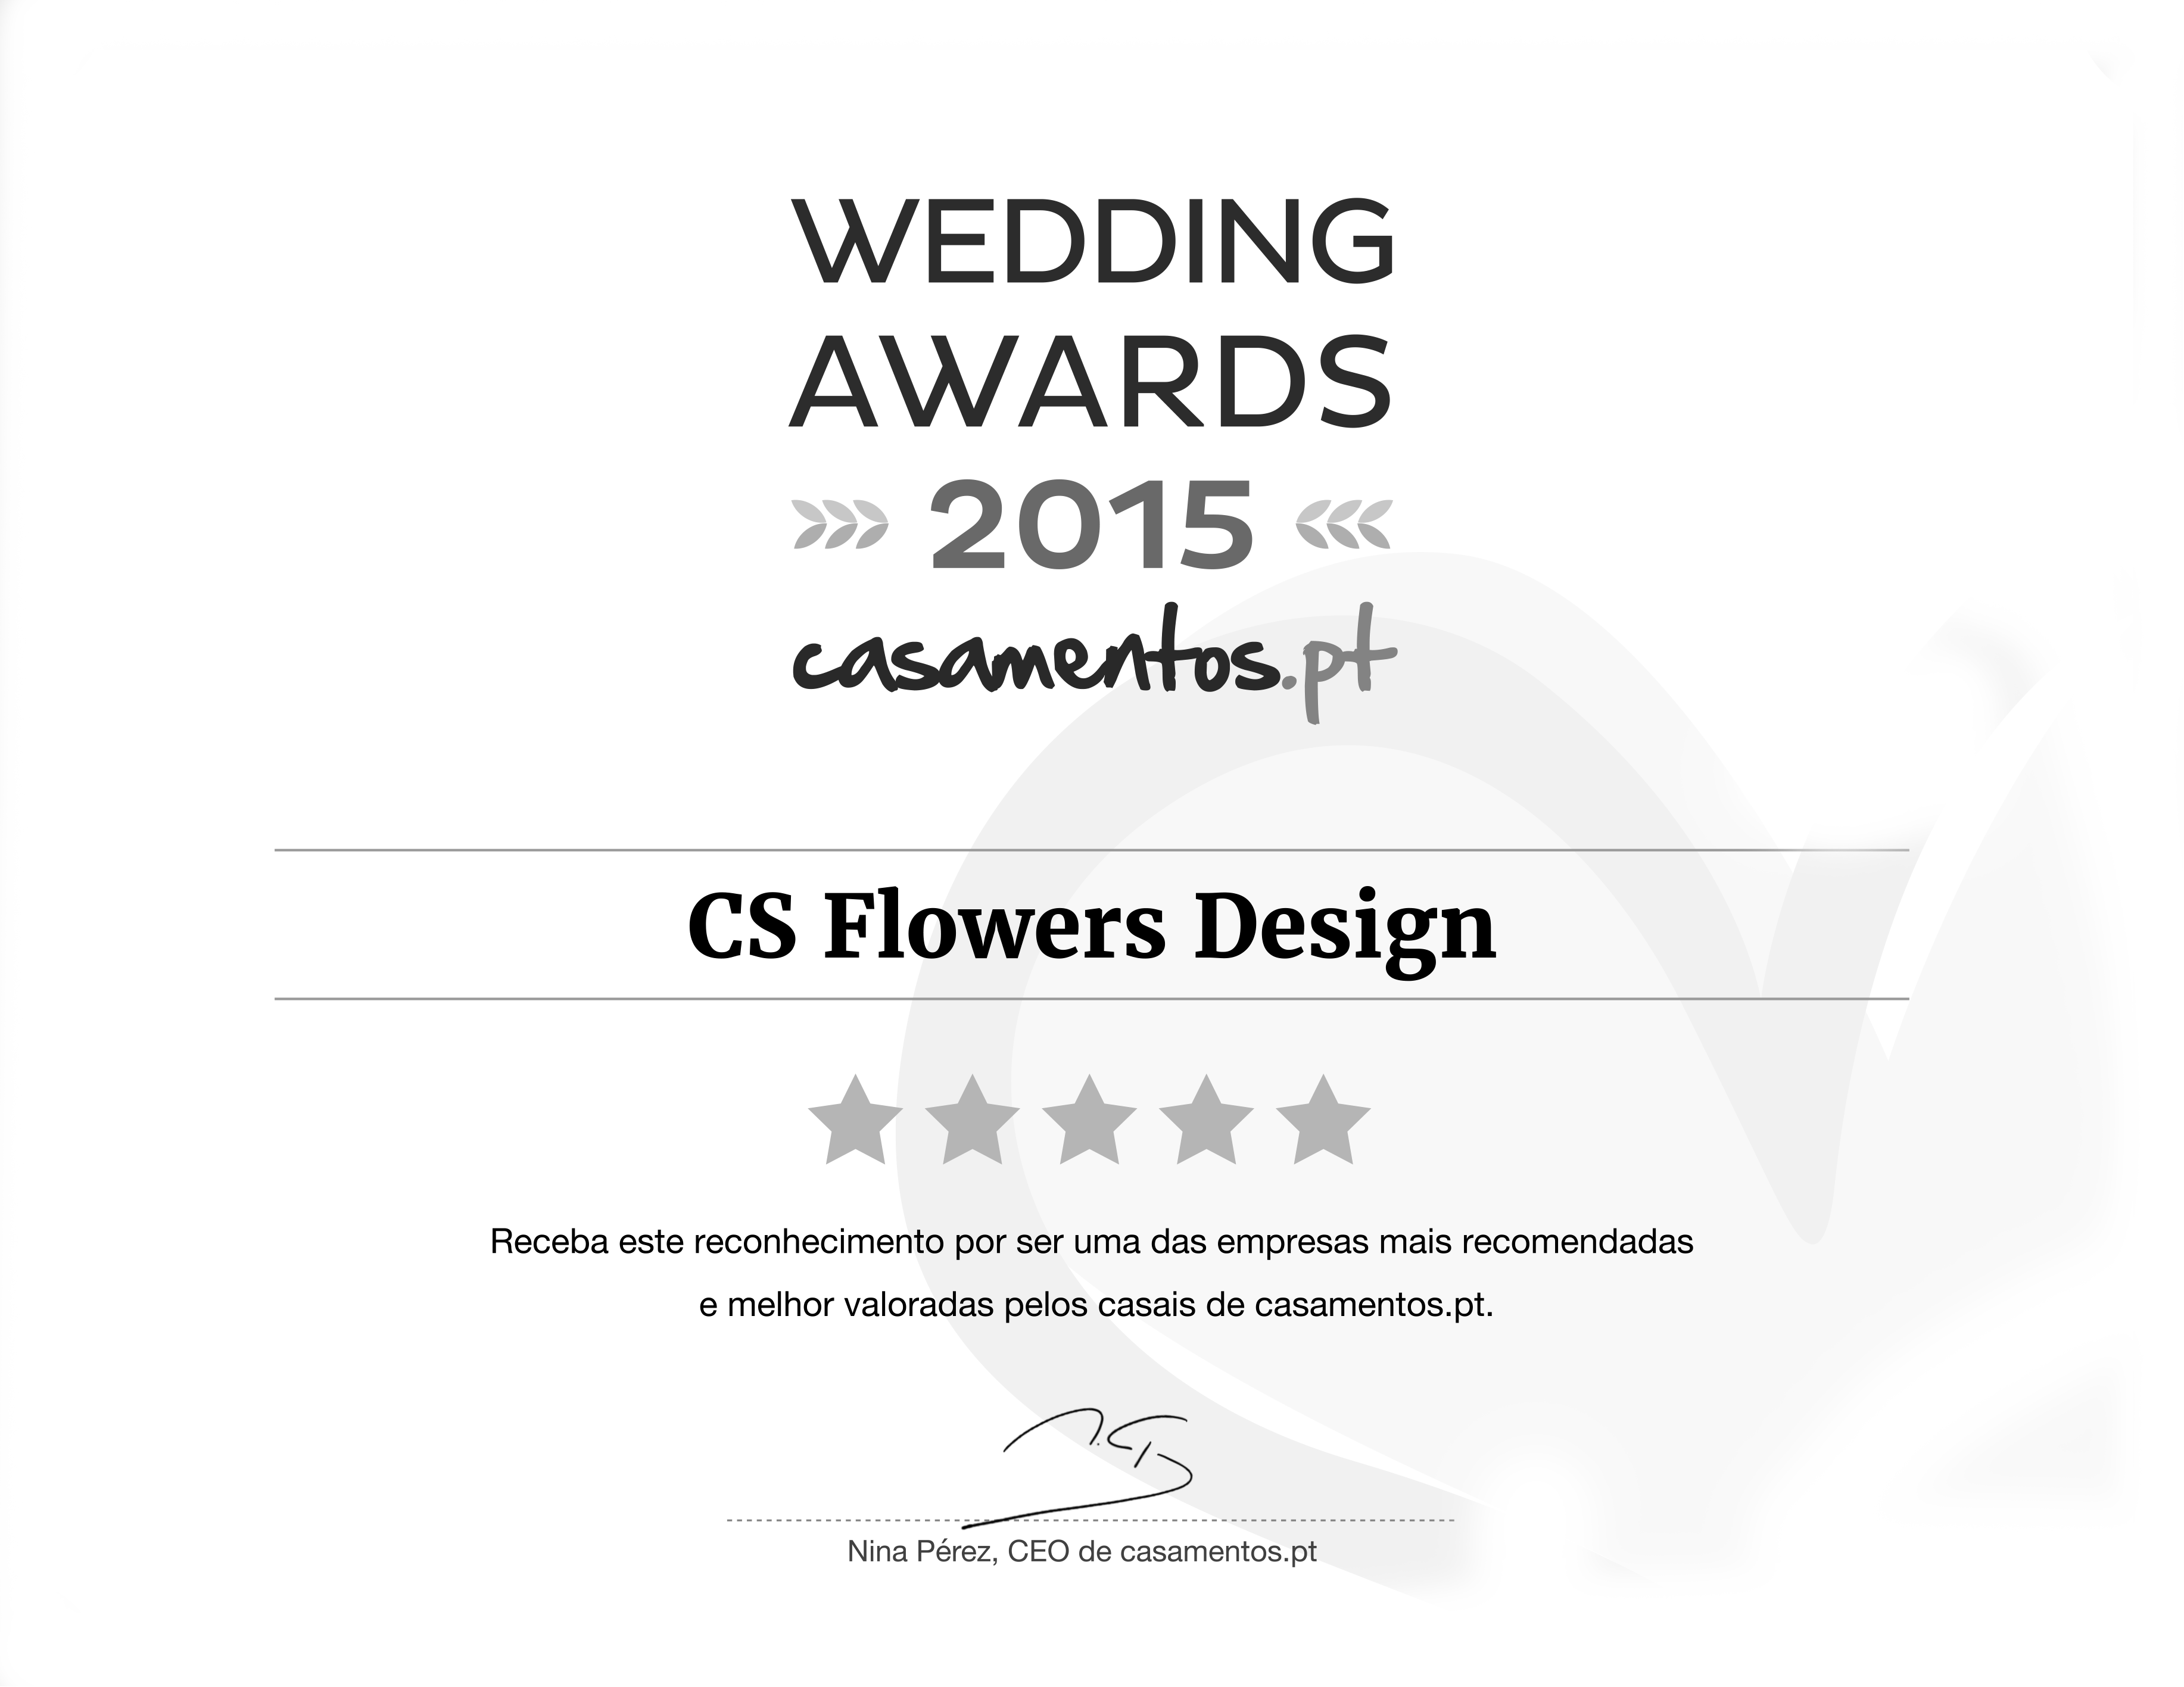 WEDDING
AWARDS
2015
casamentos.pt
CS Flowers Design
Receba este reconhecimento por ser uma das empresas mais recomendadas
e melhor valoradas pelos casais de casamentos.pt.
Nina Pérez, CEO de casamentos.pt